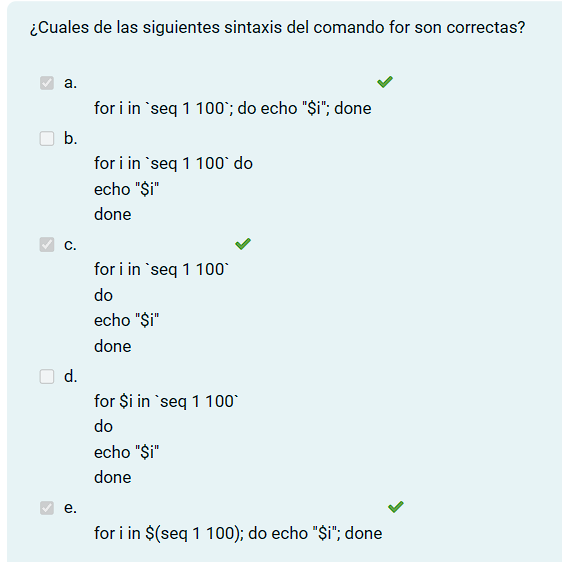 ¿Cuales de las siguientes sintaxis del comando for son correctas?
a.
for i in `seq 1 100`; do echo "$i"; done
b.
for i in `seq 1 100` do
echo "$i"
done
c.
for i in `seq 1 100`
do
echo "$i"
done
d.
for $i in `seq 1 100`
do
echo "$i"
done
e.
for i in $(seq 1 100); do echo "$i"; done